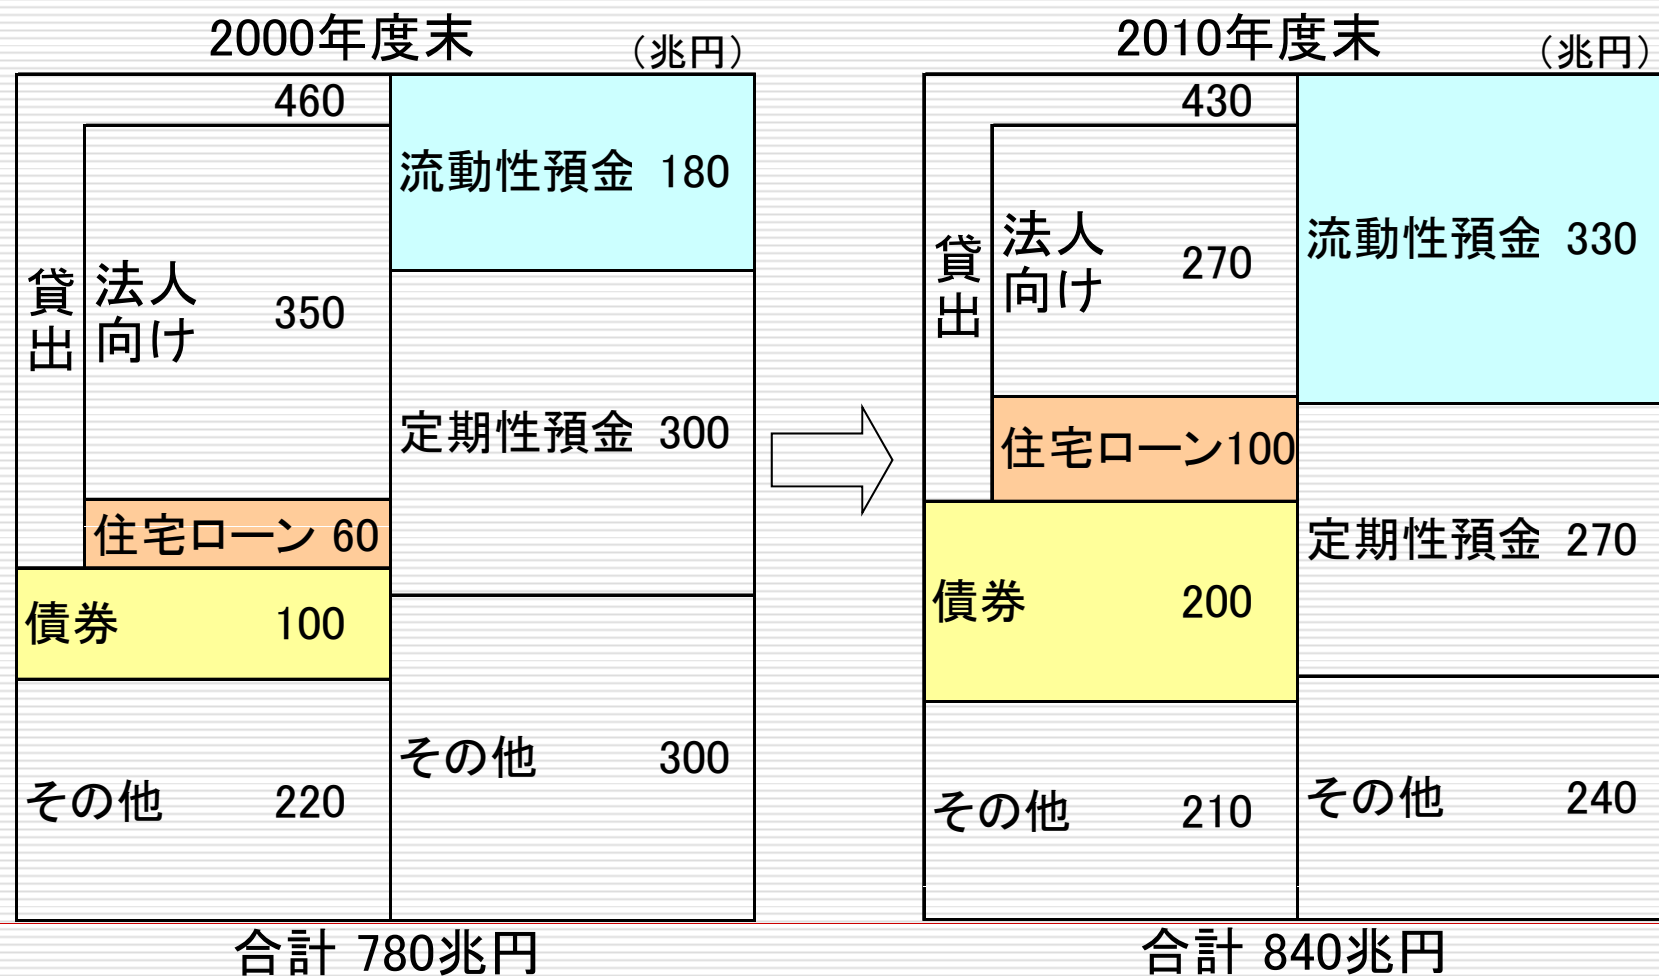 2000年度末
(兆円)
460
貸出
法人
向け
350
住宅ローン 60
債券 100
その他 220
流動性預金 180
定期性預金 300
その他 300
合計 780兆円
2010年度末
(兆円)
430
貸出
法人
向け
270
住宅ローン100
債券 200
その他 210
流動性預金 330
定期性預金 270
その他 240
合計 840兆円